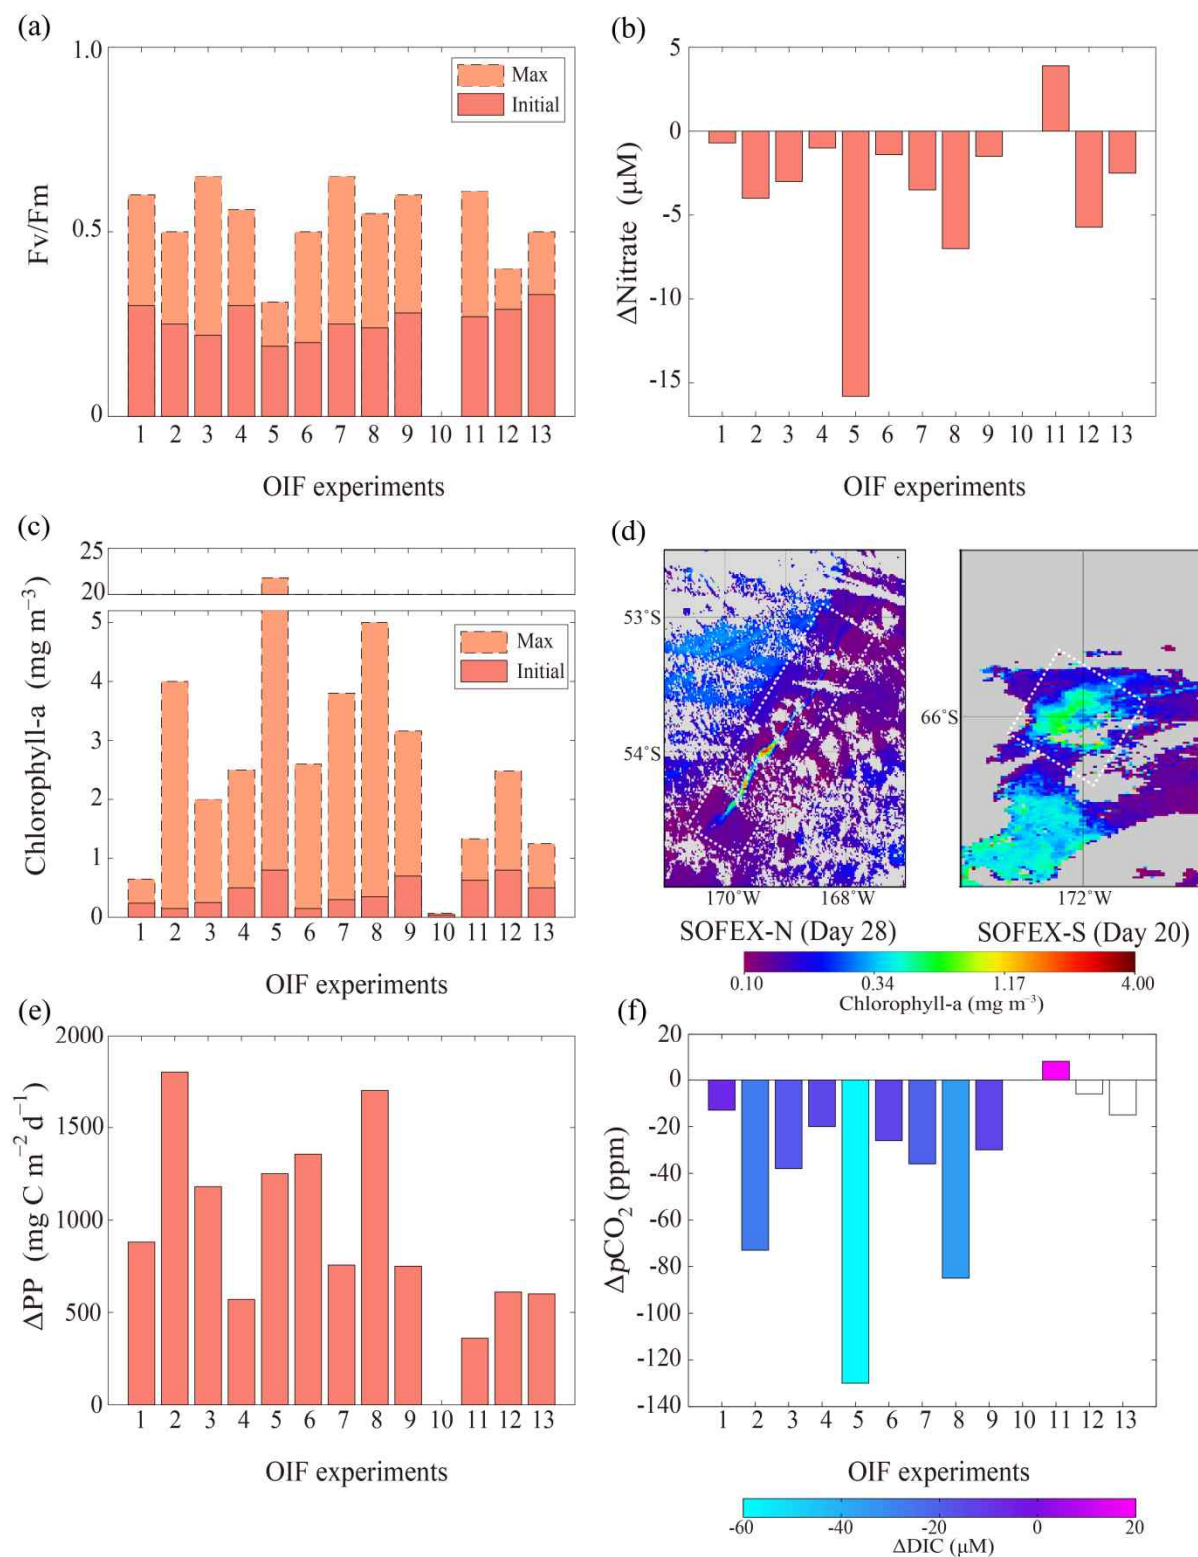 (a)
1.0
0.5
0
Fv/Fm
Max
Initial
1 2 3 4 5 6 7 8 9 10 11 12 13
OIF experiments
(b)
5
0
-5
-10
-15
ΔNitrate (μM)
1 2 3 4 5 6 7 8 9 10 11 12 13
OIF experiments
(c)
25
20
5
4
3
2
1
0
Chlorophyll-a (mg m⁻³)
Max
Initial
1 2 3 4 5 6 7 8 9 10 11 12 13
OIF experiments
(d)
53°S
54°S
170°W 168°W
SOFEX-N (Day 28)
66°S
172°W
SOFEX-S (Day 20)
0.10 0.34 1.17 4.00
Chlorophyll-a (mg m⁻³)
(e)
2000
1500
1000
500
0
ΔPP (mg C m⁻² d⁻¹)
1 2 3 4 5 6 7 8 9 10 11 12 13
OIF experiments
(f)
20
0
-20
-40
-60
-80
-100
-120
-140
ΔpCO₂ (ppm)
1 2 3 4 5 6 7 8 9 10 11 12 13
OIF experiments
-60 -40 -20 0 20
ΔDIC (μM)